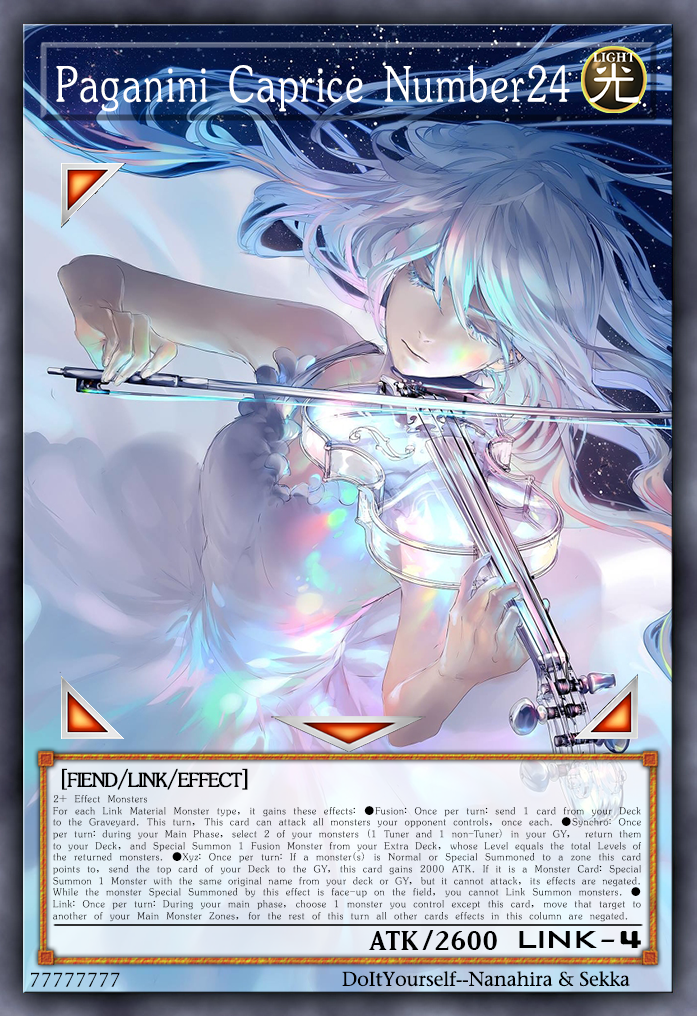 Paganini Caprice Number24
LIGHT
光
[FIEND/LINK/EFFECT]
2+ Effect Monsters
For each Link Material Monster type, it gains these effects: ●Fusion: Once per turn: send 1 card from your Deck
to the Graveyard. This turn, This card can attack all monsters your opponent controls, once each. ●Synchro: Once
per turn: during your Main Phase, select 2 of your monsters (1 Tuner and 1 non-Tuner) in your GY, return them
to your Deck, and Special Summon 1 Fusion Monster from your Extra Deck, whose Level equals the total Levels of
the returned monsters. ●Xyz: Once per turn: If a monster(s) is Normal or Special Summoned to a zone this card
points to, send the top card of your Deck to the GY, this card gains 2000 ATK. If it is a Monster Card: Special
Summon 1 Monster with the same original name from your deck or GY, but it cannot attack, its effects are negated.
While the monster Special Summoned by this effect is face-up on the field, you cannot Link Summon monsters. ●
Link: Once per turn: During your main phase, choose 1 monster you control except this card, move that target to
another of your Main Monster Zones, for the rest of this turn all other cards effects in this column are negated.
ATK/2600 LINK-4
77777777 DoItYourself--Nanahira & Sekka